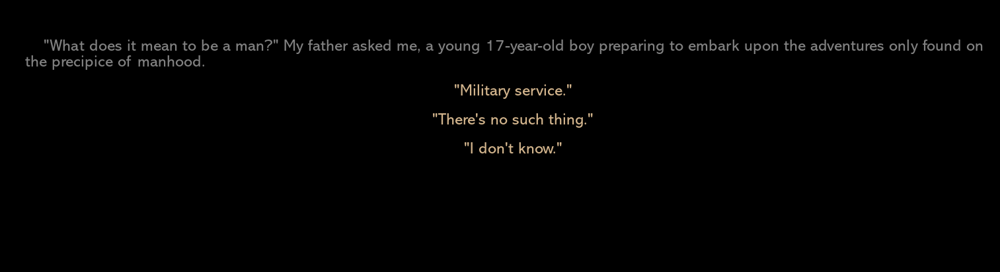 "What does it mean to be a man?" My father asked me, a young 17-year-old boy preparing to embark upon the adventures only found on
the precipice of manhood.
"Military service."
"There's no such thing."
"I don't know."